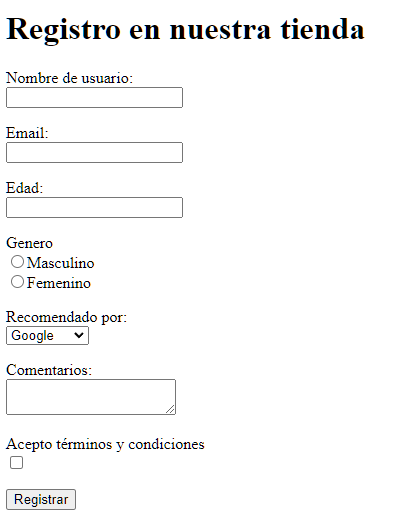 Registro en nuestra tienda
Nombre de usuario:
Email:
Edad:
Genero
Masculino
Femenino
Recomendado por:
Google
Comentarios:
Acepto términos y condiciones
Registrar